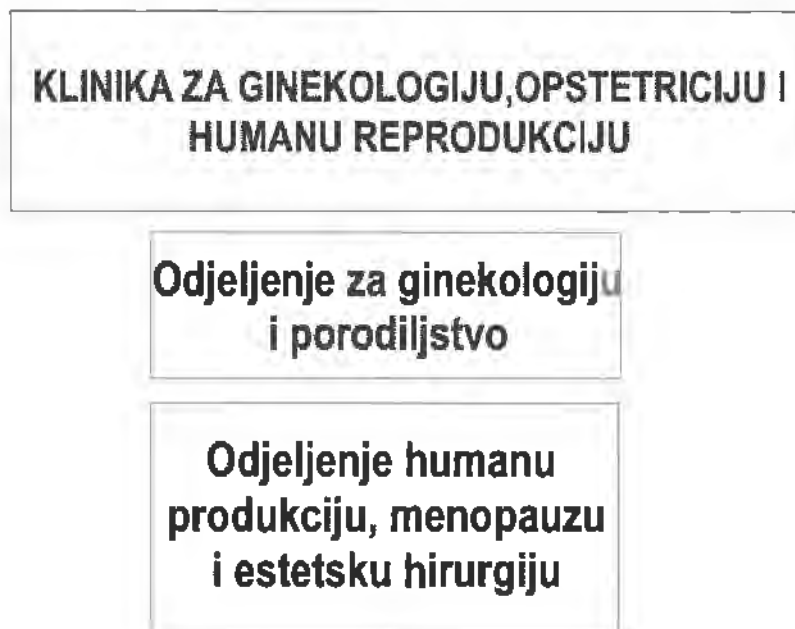 KLINIKA ZA GINEKOLOGIJU,OPSTETRICIJU I
HUMANU REPRODUKCIJU
Odjeljenje za ginekologiju
i porodiljstvo
Odjeljenje humanu
produkciju, menopauzu
i estetsku hirurgiju